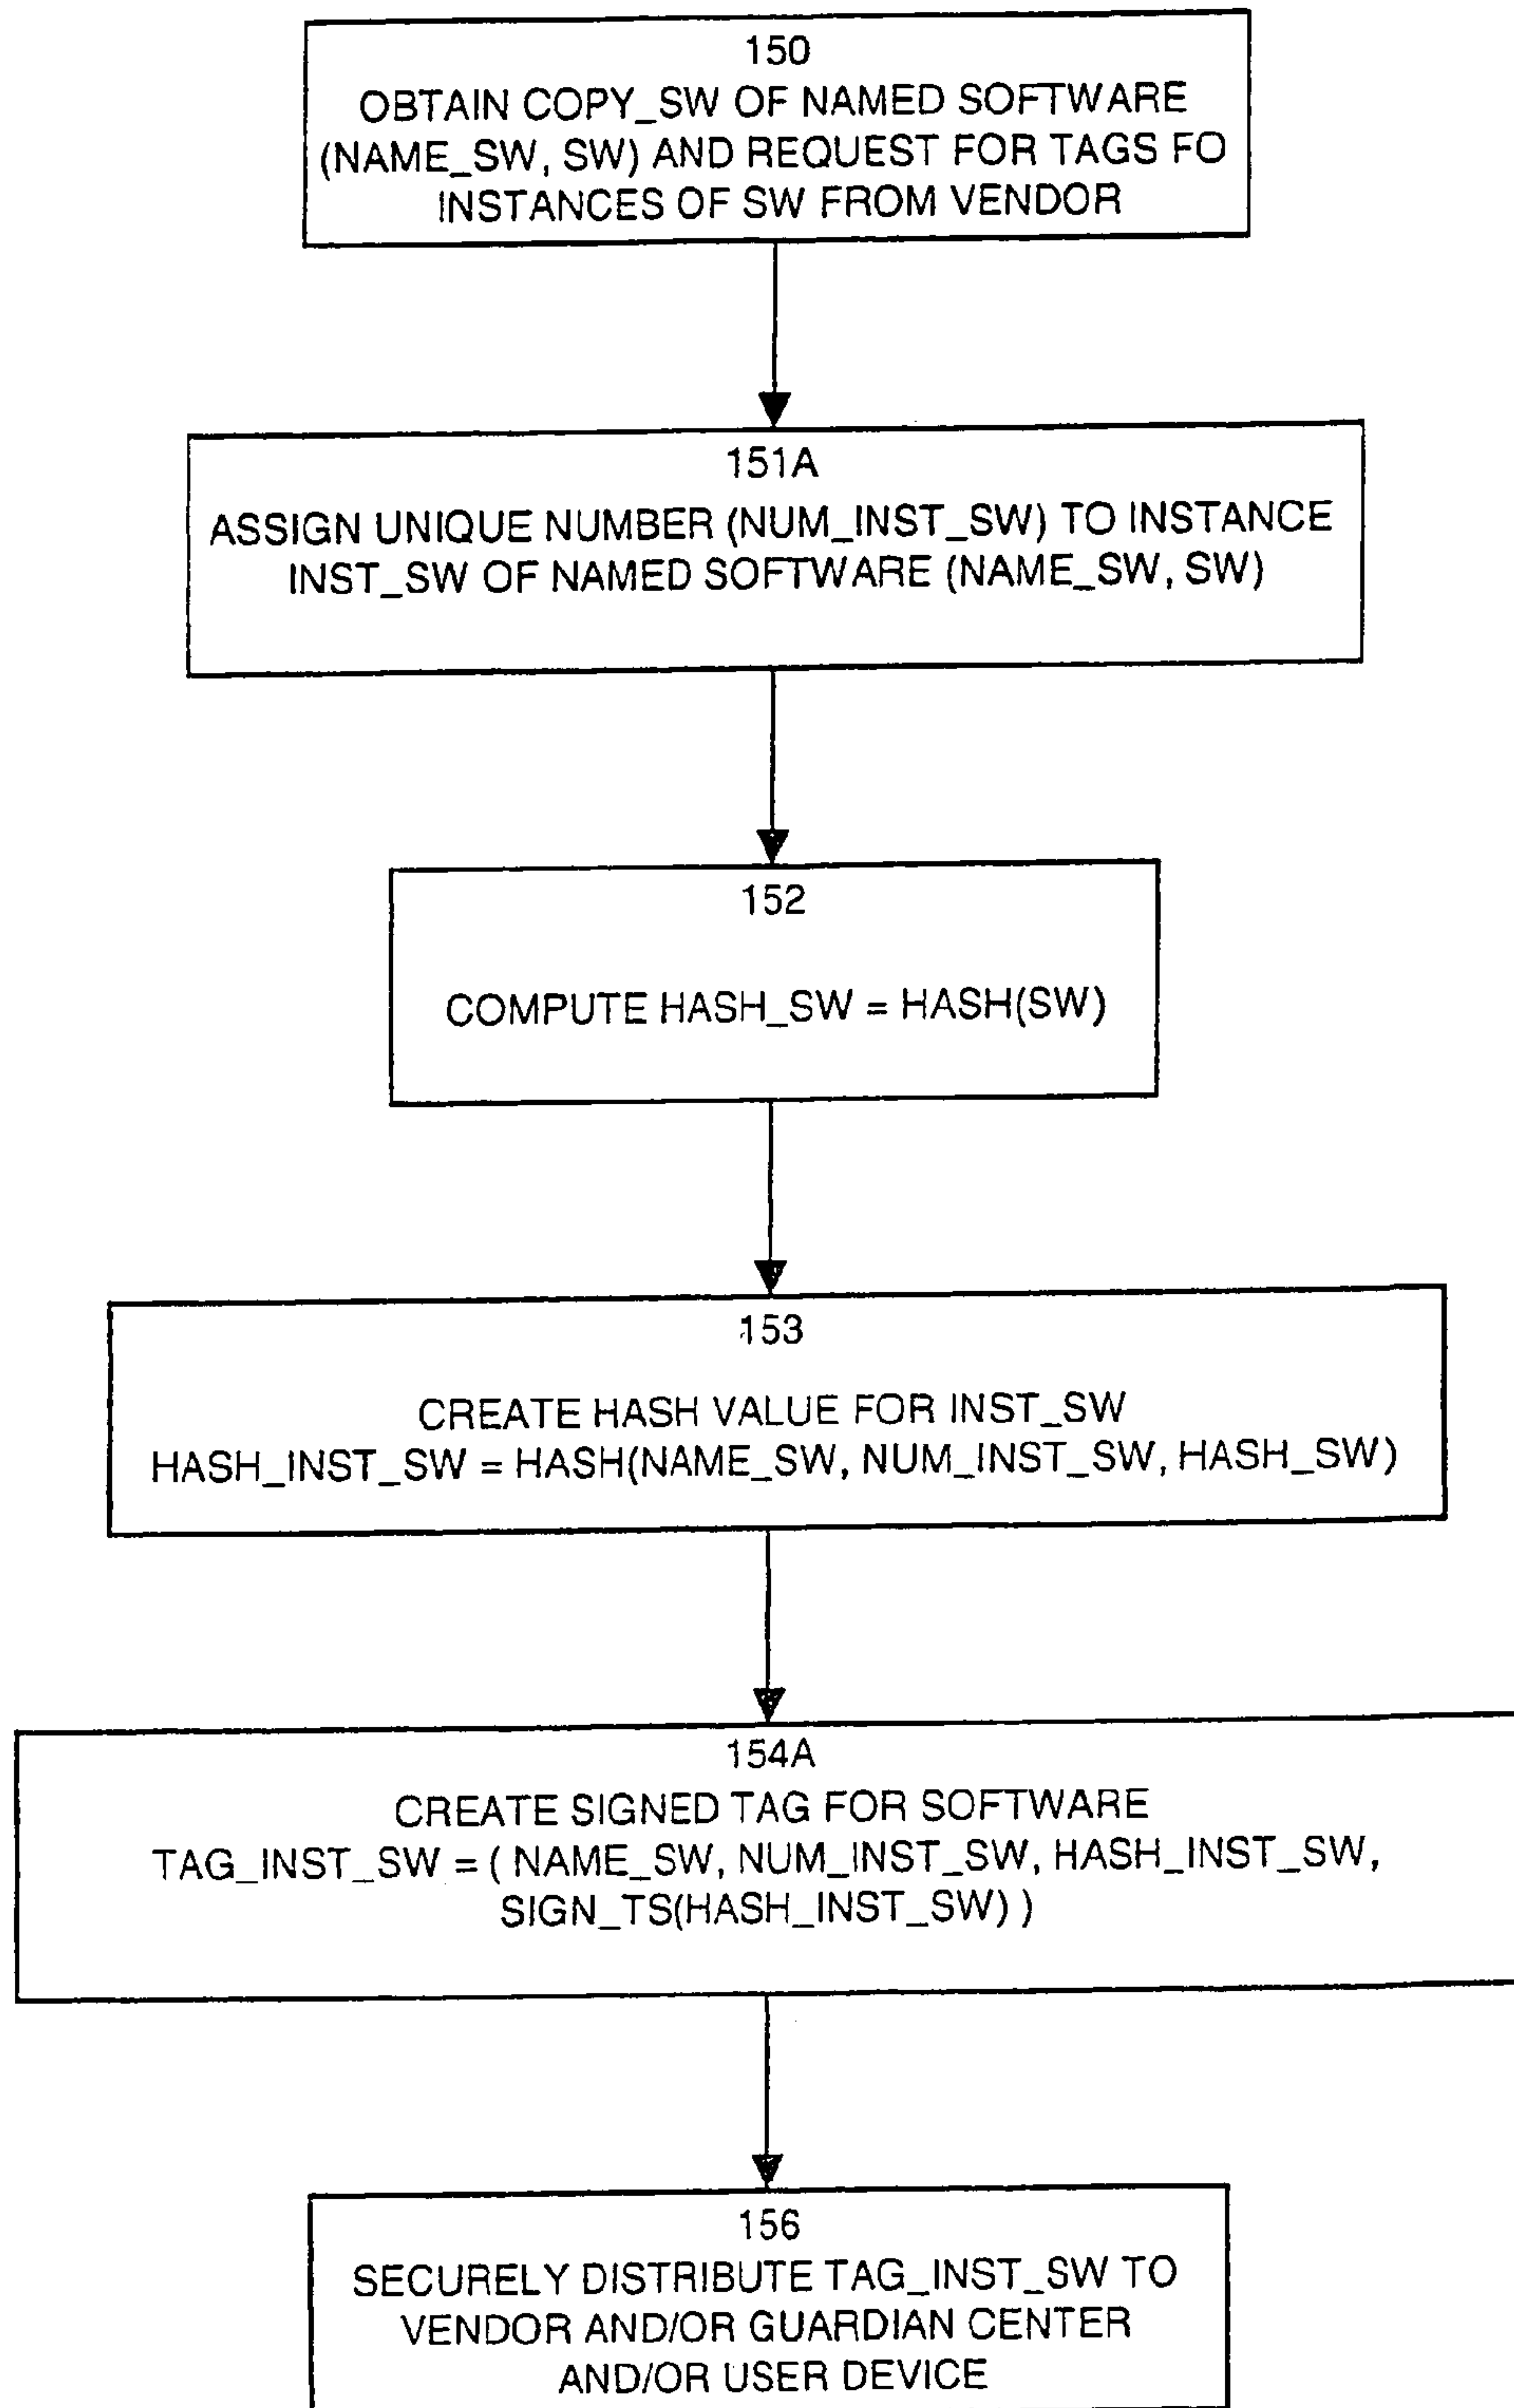 150
OBTAIN COPY_SW OF NAMED SOFTWARE
(NAME_SW, SW) AND REQUEST FOR TAGS FO
INSTANCES OF SW FROM VENDOR
151A
ASSIGN UNIQUE NUMBER (NUM_INST_SW) TO INSTANCE
INST_SW OF NAMED SOFTWARE (NAME_SW, SW)
152
COMPUTE HASH_SW = HASH(SW)
153
CREATE HASH VALUE FOR INST_SW
HASH_INST_SW = HASH(NAME_SW, NUM_INST_SW, HASH_SW)
154A
CREATE SIGNED TAG FOR SOFTWARE
TAG_INST_SW = ( NAME_SW, NUM_INST_SW, HASH_INST_SW,
SIGN_TS(HASH_INST_SW) )
156
SECURELY DISTRIBUTE TAG_INST_SW TO
VENDOR AND/OR GUARDIAN CENTER
AND/OR USER DEVICE